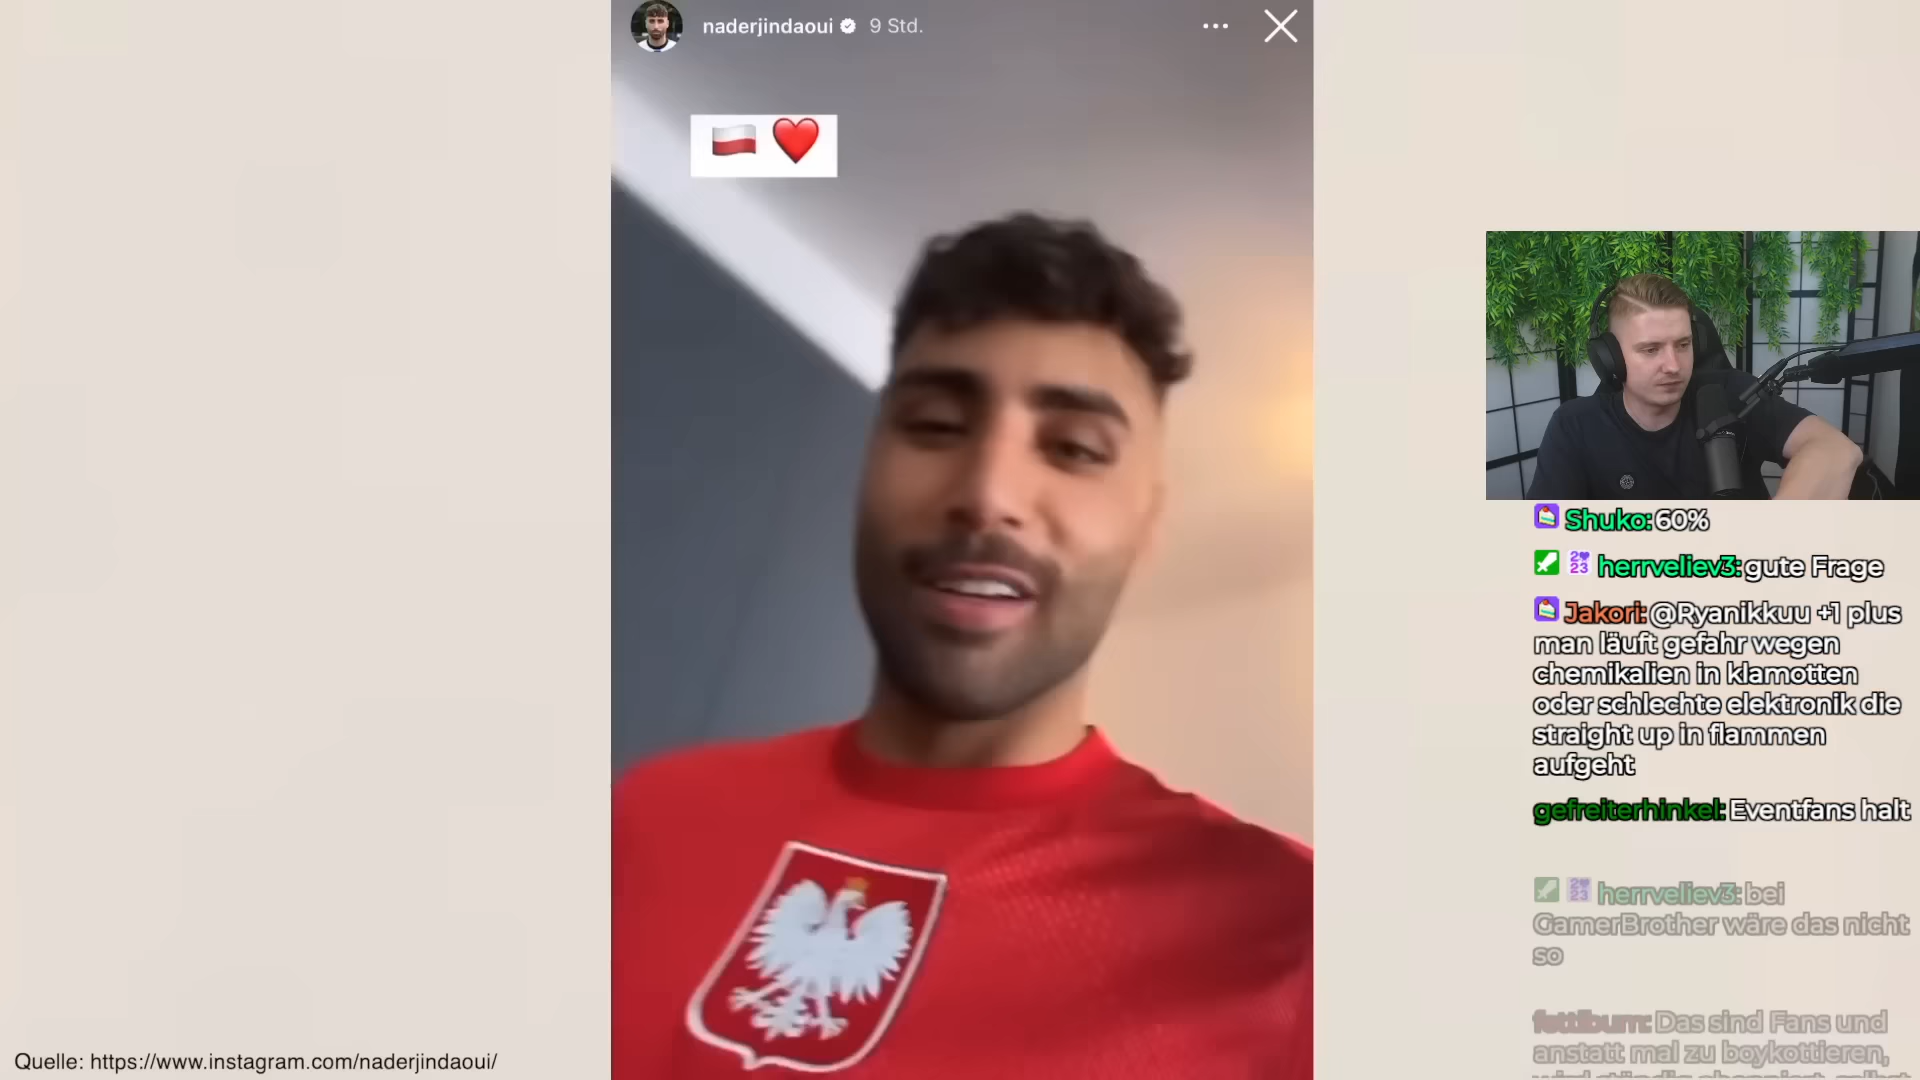 naderjindaoui 9 Std.
Shuko: 60%
herrveliev3: gute Frage
Jakori: @Ryanikkuu +1 plus
man läuft gefahr wegen
chemikalien in klamotten
oder schlechte elektronik die
straight up in flammen
aufgeht
gefreiterhinkel: Eventfans halt
herrveliev3: bei
GamerBrother wäre das nicht
so
fettiburn: Das sind Fans und
anstatt mal zu boykottieren,
Quelle: https://www.instagram.com/naderjindaoui/